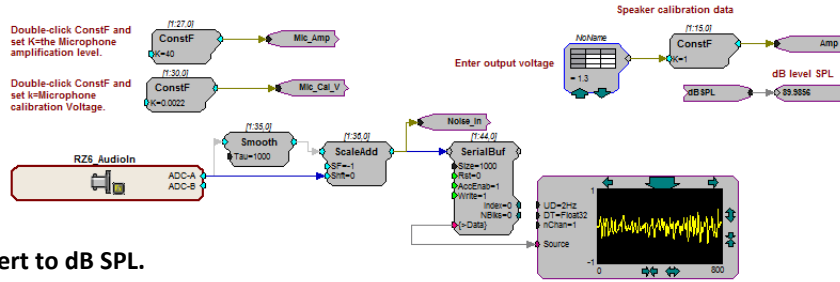 Speaker calibration data
Double-click ConstF and
set K=the Microphone
amplification level.
[1:27,0]
ConstF
K=40
Mic_Amp
NoName
= 1.3
Enter output voltage
[1:15,0]
ConstF
K=1
Amp
Double-click ConstF and
set k=Microphone
calibration Voltage.
[1:30,0]
ConstF
K=0.0022
Mic_Cal_V
dB level SPL
dB SPL
89.9856
Noise_In
[1:35,0]
Smooth
Tau=1000
[1:36,0]
ScaleAdd
SF=-1
Shft=0
[1:44,0]
SerialBuf
Size=1000
Rst=0
AccEnab=1
Write=1
Index=0
NBlks=0
{>Data}
RZ6_AudioIn
ADC-A
ADC-B
UD=2Hz
DT=Float32
nChan=1
Source
1
-1
0
800
ert to dB SPL.